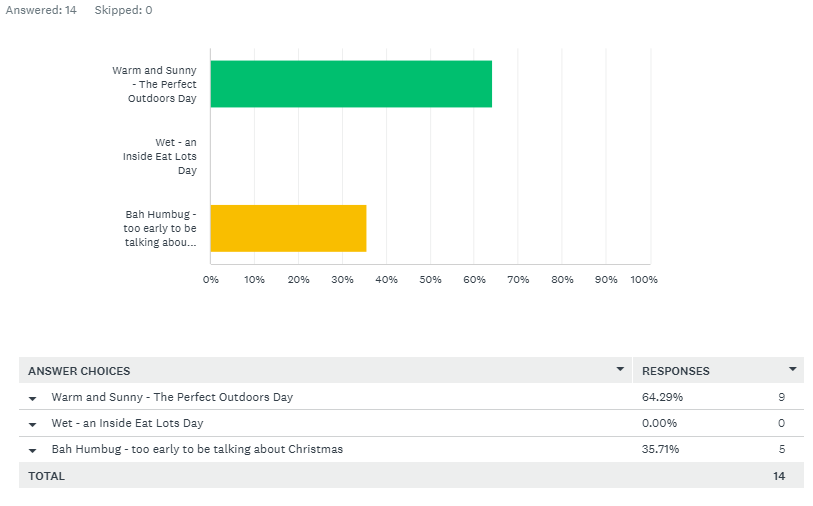 Answered: 14 Skipped: 0
Warm and Sunny
- The Perfect
Outdoors Day
Wet - an
Inside Eat Lots
Day
Bah Humbug -
too early to be
talking abou...
0% 10% 20% 30% 40% 50% 60% 70% 80% 90% 100%
ANSWER CHOICES RESPONSES
Warm and Sunny - The Perfect Outdoors Day 64.29% 9
Wet - an Inside Eat Lots Day 0.00% 0
Bah Humbug - too early to be talking about Christmas 35.71% 5
TOTAL 14